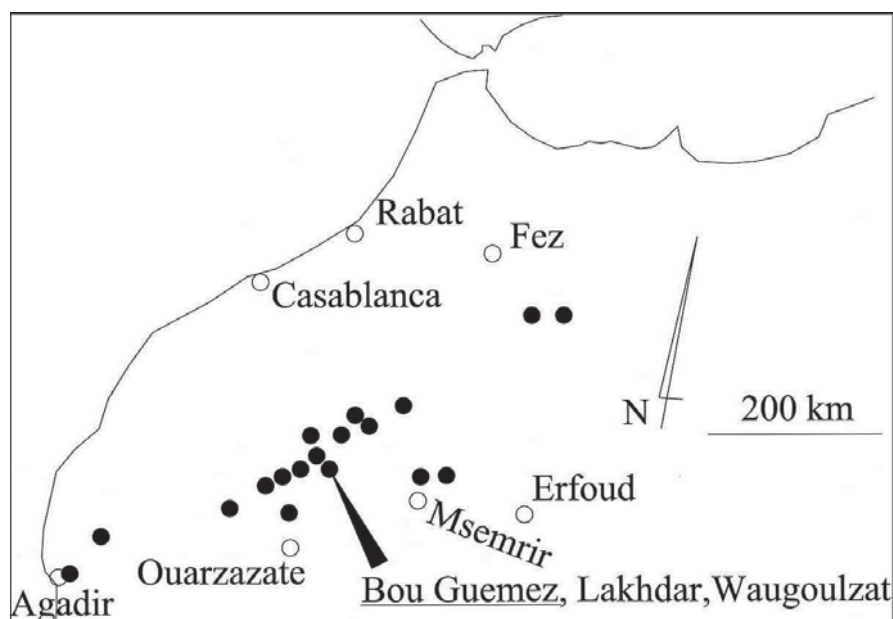 Rabat
Fez
Casablanca
N
200 km
Erfoud
Msemrir
Ouarzazate
Bou Guemez, Lakhdar,Waugoulzat
Agadir